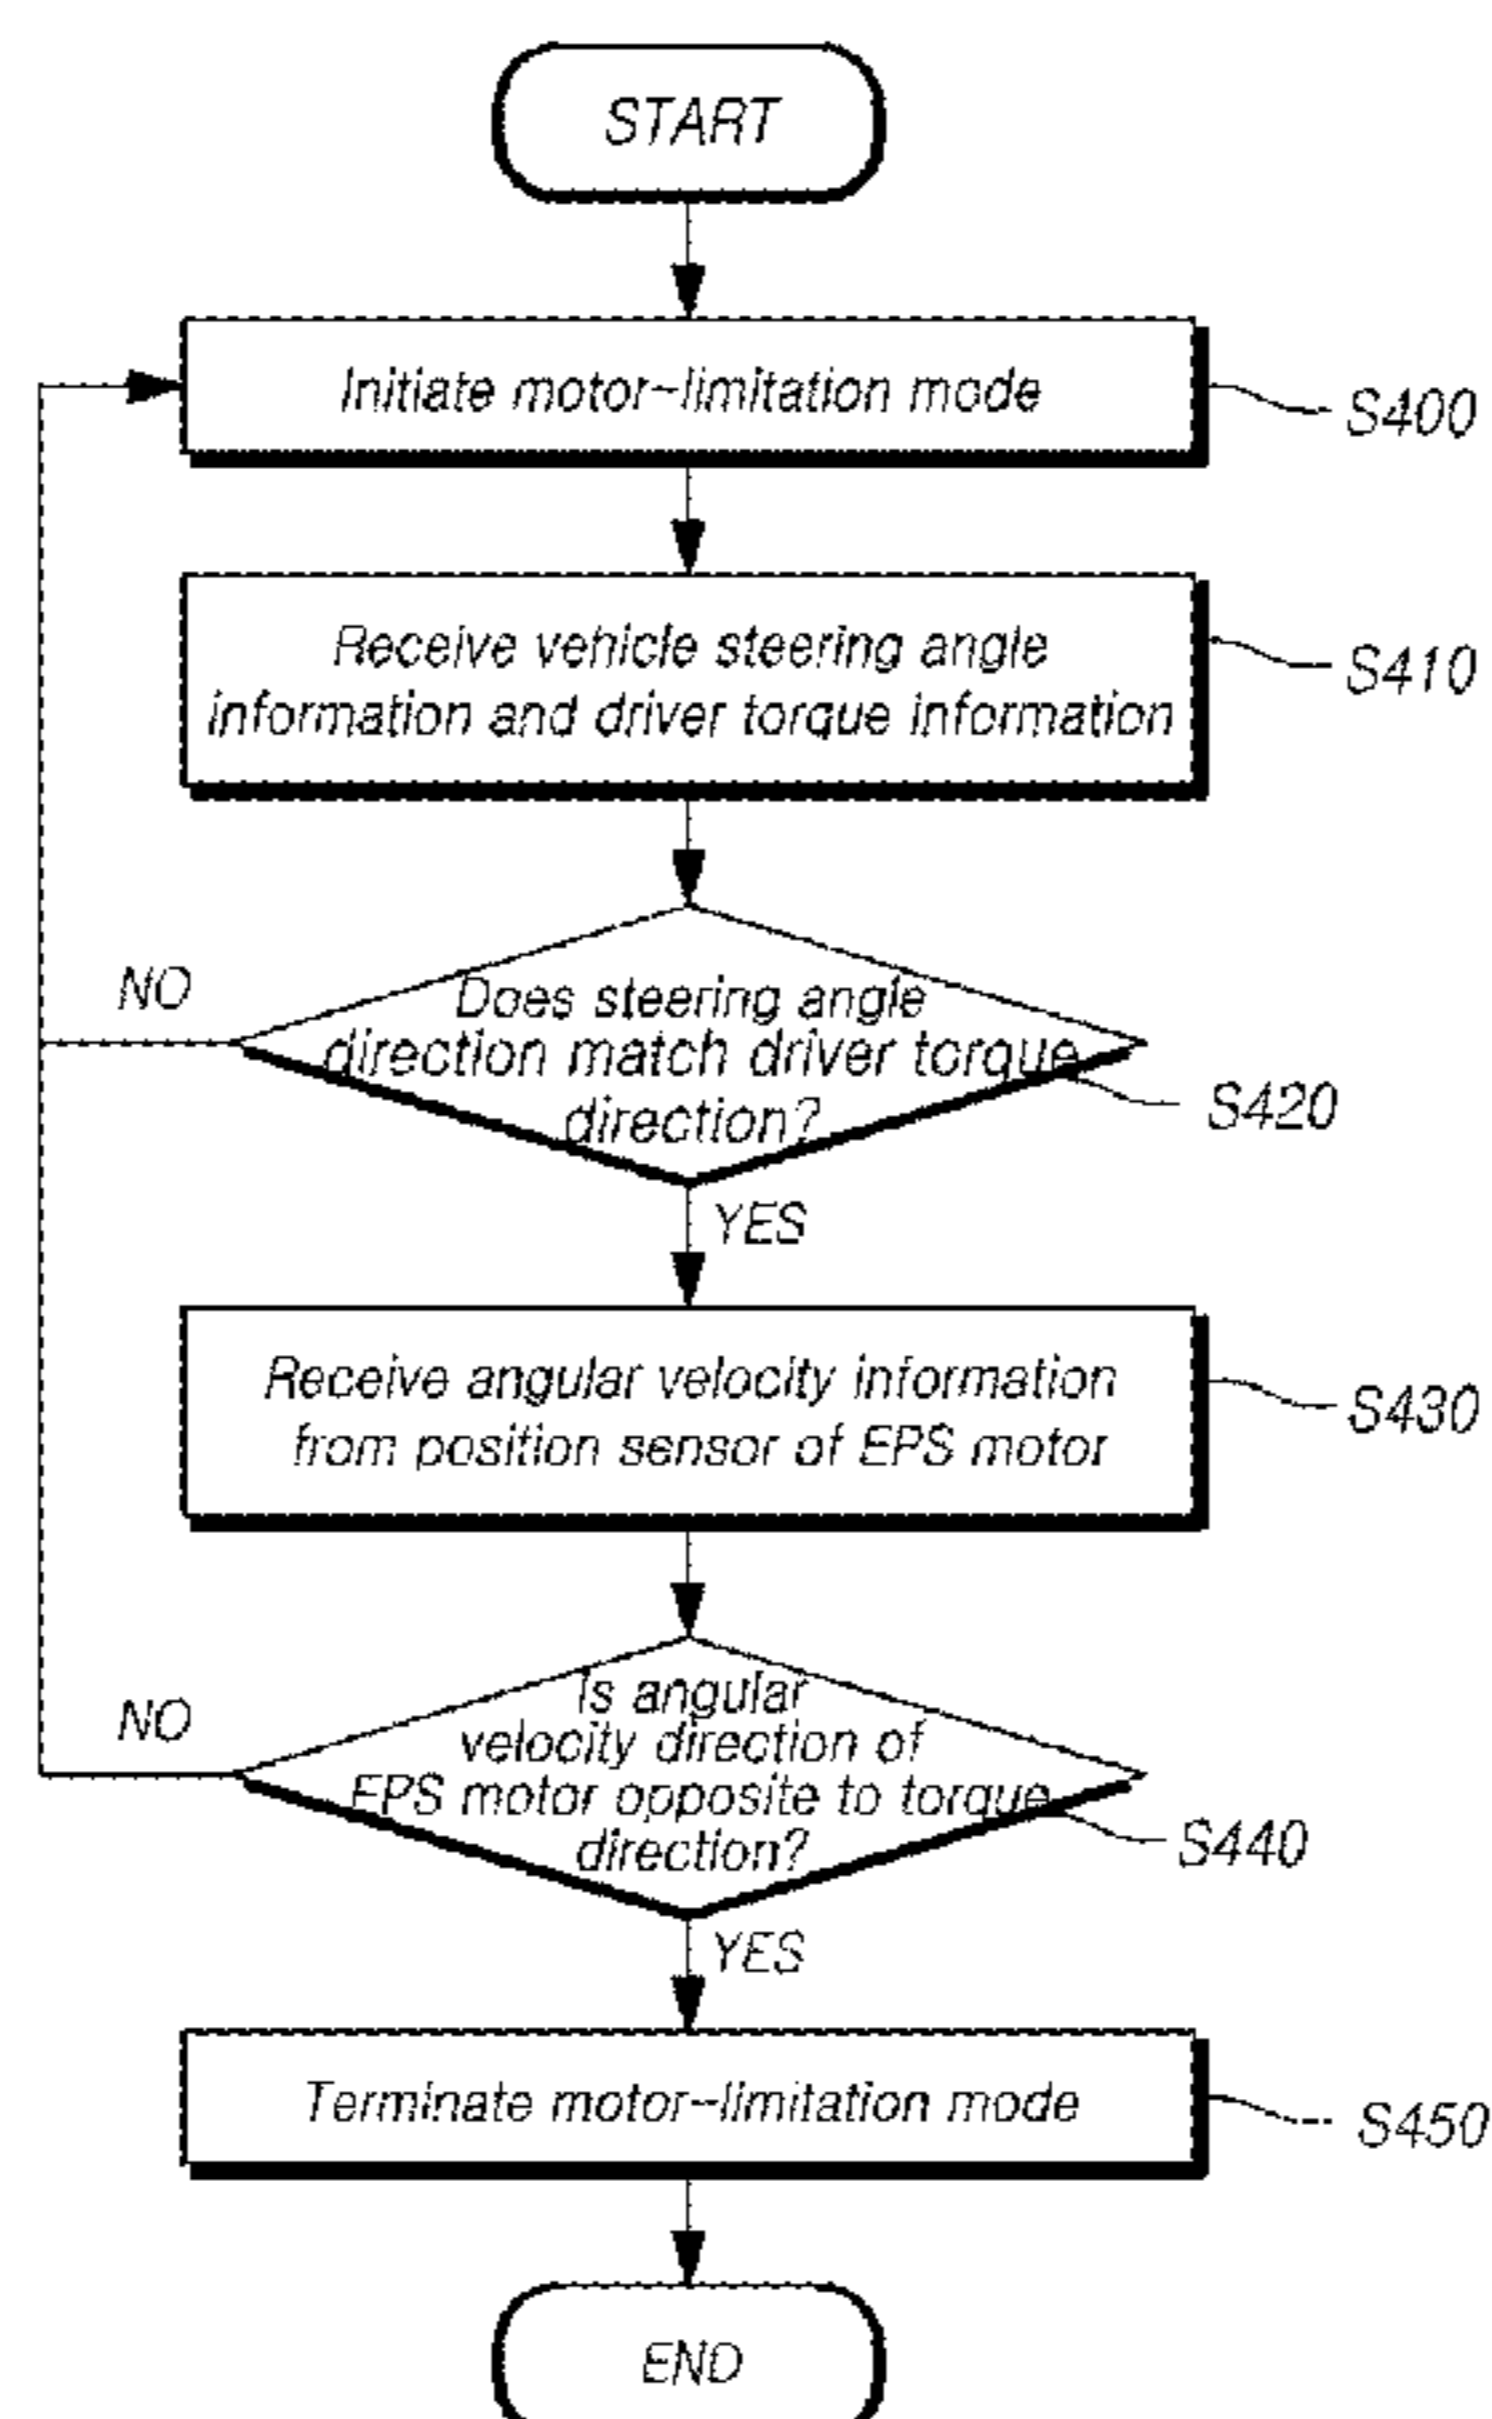 START
Initiate motor-limitation mode
S400
Receive vehicle steering angle
information and driver torque information
S410
NO
Does steering angle
direction match driver torque
direction?
S420
YES
Receive angular velocity information
from position sensor of EPS motor
S430
NO
Is angular
velocity direction of
EPS motor opposite to torque
direction?
S440
YES
Terminate motor-limitation mode
S450
END